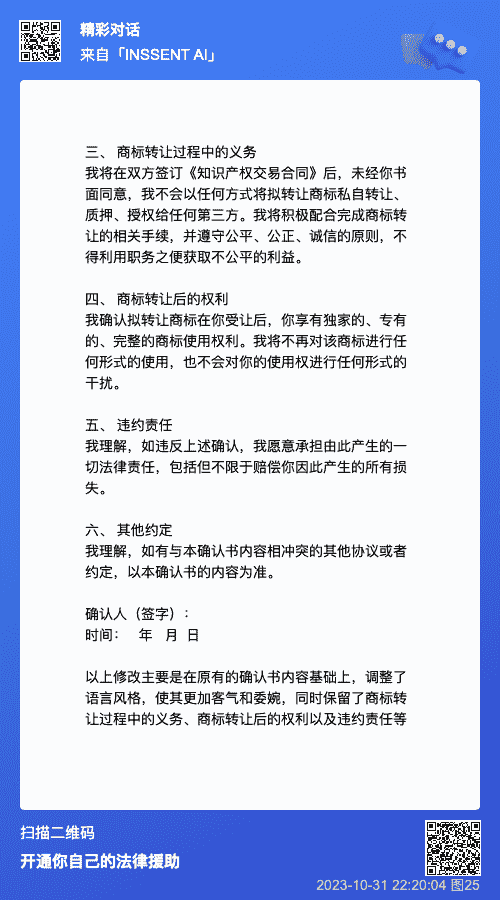 精彩对话
来自「INSSENT AI」
三、 商标转让过程中的义务
我将在双方签订《知识产权交易合同》后，未经你书
面同意，我不会以任何方式将拟转让商标私自转让、
质押、授权给任何第三方。我将积极配合完成商标转
让的相关手续，并遵守公平、公正、诚信的原则，不
得利用职务之便获取不公平的利益。
四、 商标转让后的权利
我确认拟转让商标在你受让后，你享有独家的、专有
的、完整的商标使用权利。我将不再对该商标进行任
何形式的使用，也不会对你的使用权进行任何形式的
干扰。
五、 违约责任
我理解，如违反上述确认，我愿意承担由此产生的一
切法律责任，包括但不限于赔偿你因此产生的所有损
失。
六、 其他约定
我理解，如有与本确认书内容相冲突的其他协议或者
约定，以本确认书的内容为准。
确认人（签字）：
时间： 年 月 日
以上修改主要是在原有的确认书内容基础上，调整了
语言风格，使其更加客气和委婉，同时保留了商标转
让过程中的义务、商标转让后的权利以及违约责任等
扫描二维码
开通你自己的法律援助
2023-10-31 22:20:04 图25